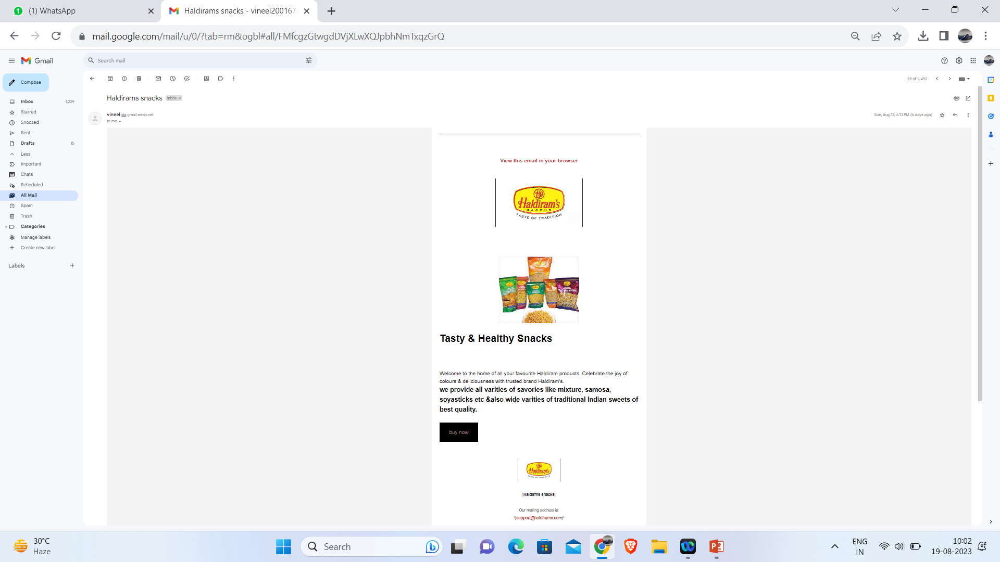 (1) WhatsApp
Haldirams snacks - vineel200167
mail.google.com/mail/u/0/?tab=rm&ogbl#all/FMfcgzGtwgdDVjXLwXQJpbhNmTxqzGrQ
Gmail
Search mail
Compose
39 of 5,492
Haldirams snacks Inbox ×
Inbox 1,229
Starred
Snoozed
Sent
Drafts 15
Less
Important
Chats
Scheduled
All Mail
Spam
Trash
Categories
Manage labels
Create new label
Labels
vineel via gmail.mcsv.net
to me
Sun, Aug 13, 6:13 PM (6 days ago)
View this email in your browser
Haldiram's
NAGPUR
TASTE OF TRADITION
Tasty & Healthy Snacks
Welcome to the home of all your favourite Haldiram products. Celebrate the joy of
colours & deliciousness with trusted brand Haldiram's.
we provide all varities of savories like mixture, samosa,
soyasticks etc &also wide varities of traditional Indian sweets of
best quality.
buy now
Haldiram's
TASTE OF TRADITION
|Haldirms snacks|
Our mailing address is:
*|support@haldirams.com|*
30°C
Haze
Search
ENG
IN
10:02
19-08-2023